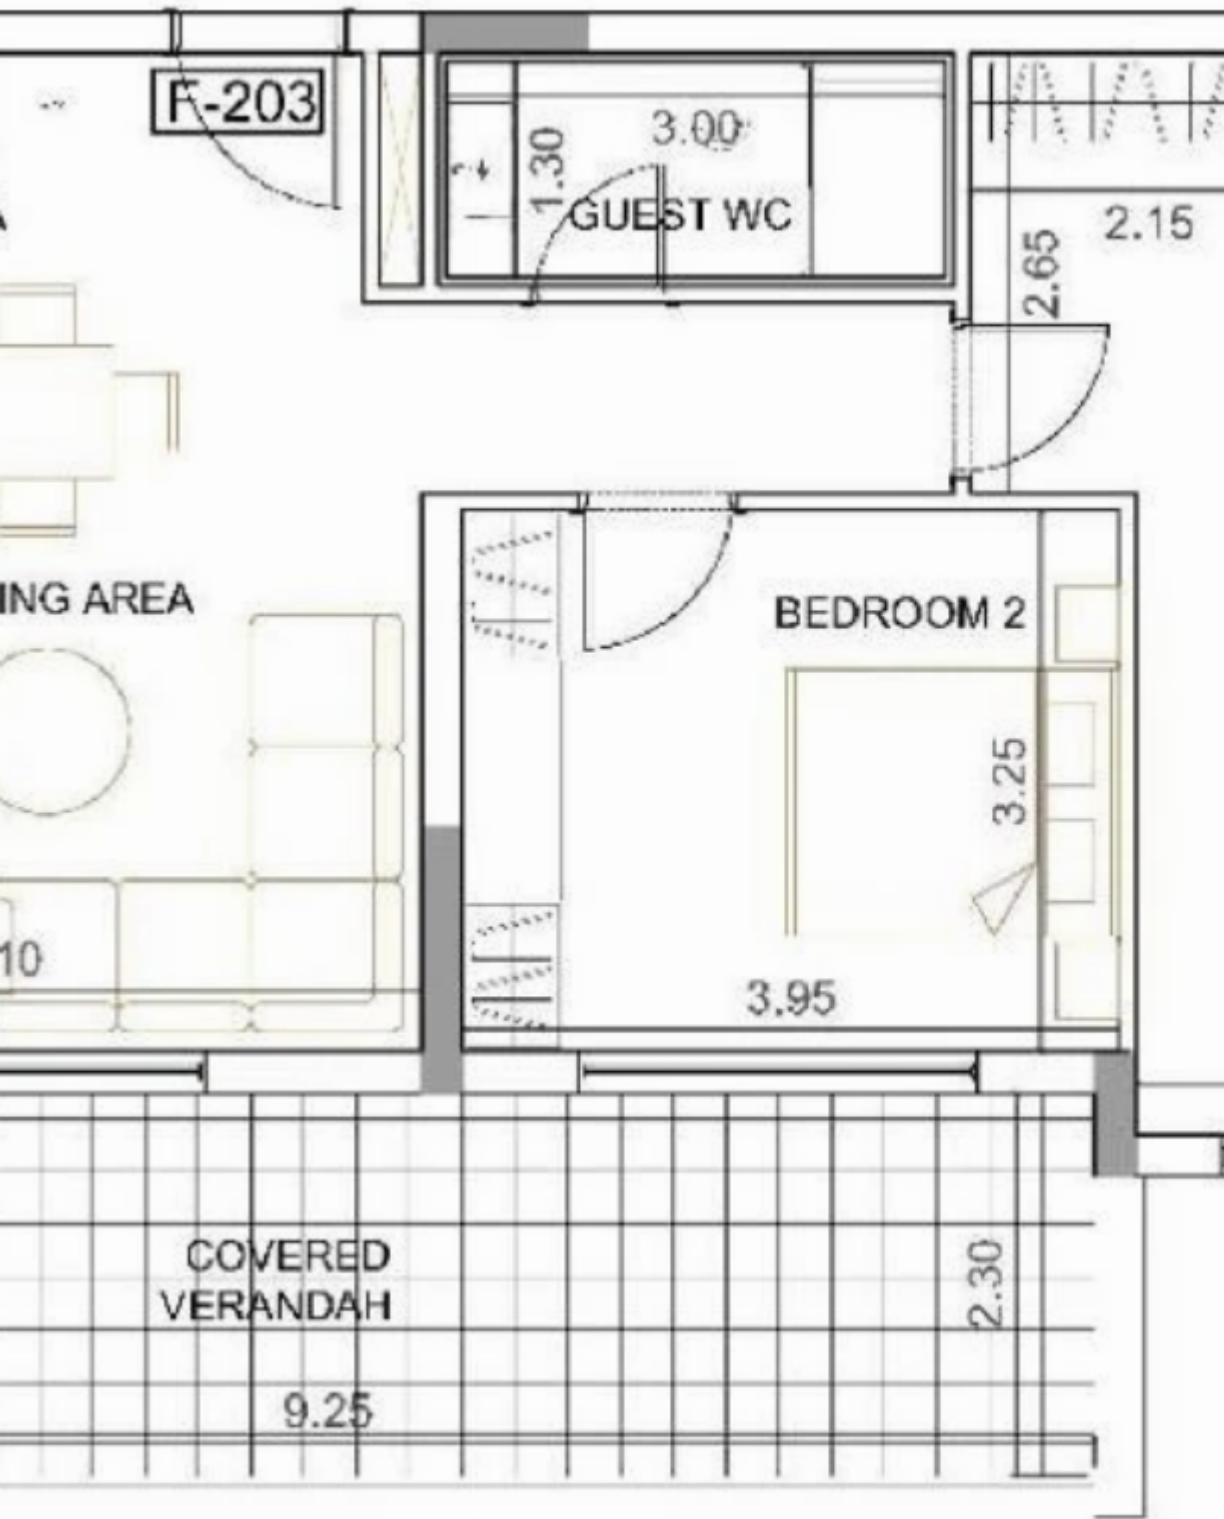 F-203
3.00
1.30
GUEST WC
2.15
2.65
A
ING AREA
BEDROOM 2
3.25
10
3.95
COVERED
VERANDAH
2.30
9.25